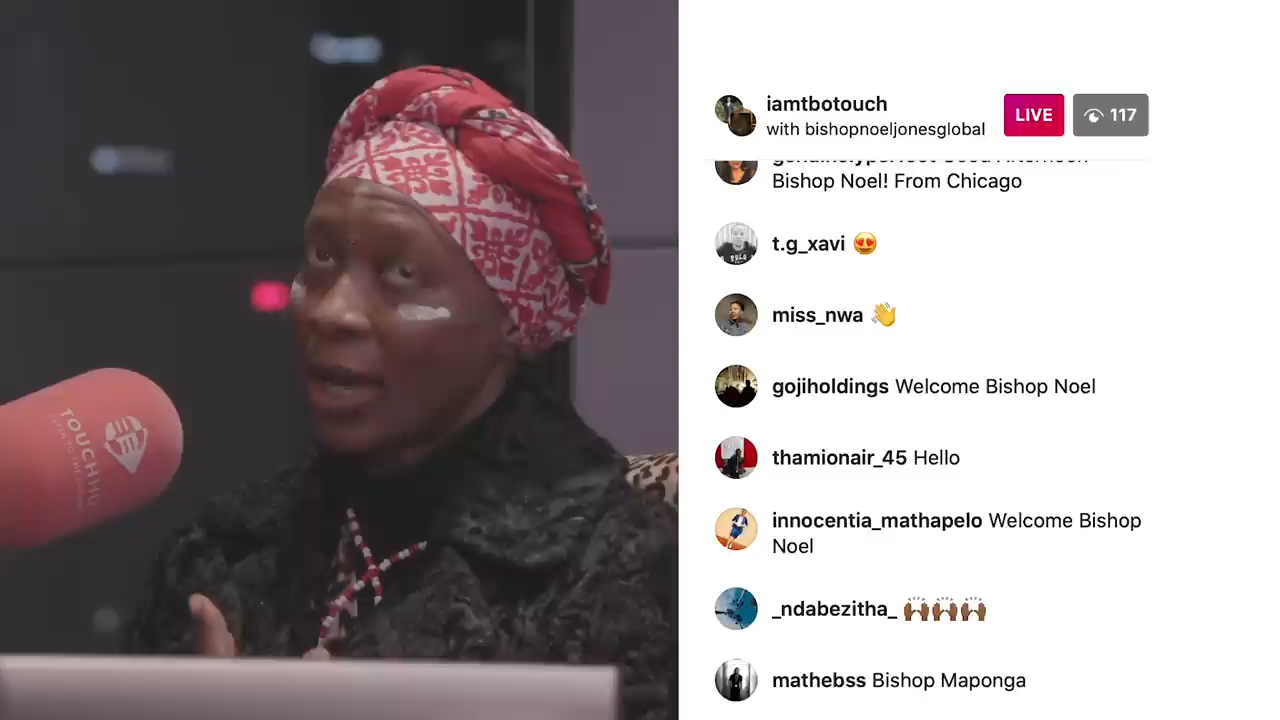 iamtbotouch
LIVE
117
with bishopnoeljonesglobal
Bishop Noel! From Chicago
t.g_xavi 😍
miss_nwa 👋
gojiholdings Welcome Bishop Noel
thamionair_45 Hello
innocentia_mathapelo Welcome Bishop
Noel
_ndabezitha_ 🙌🏾🙌🏾🙌🏾
mathebss Bishop Maponga
TOUCHHD